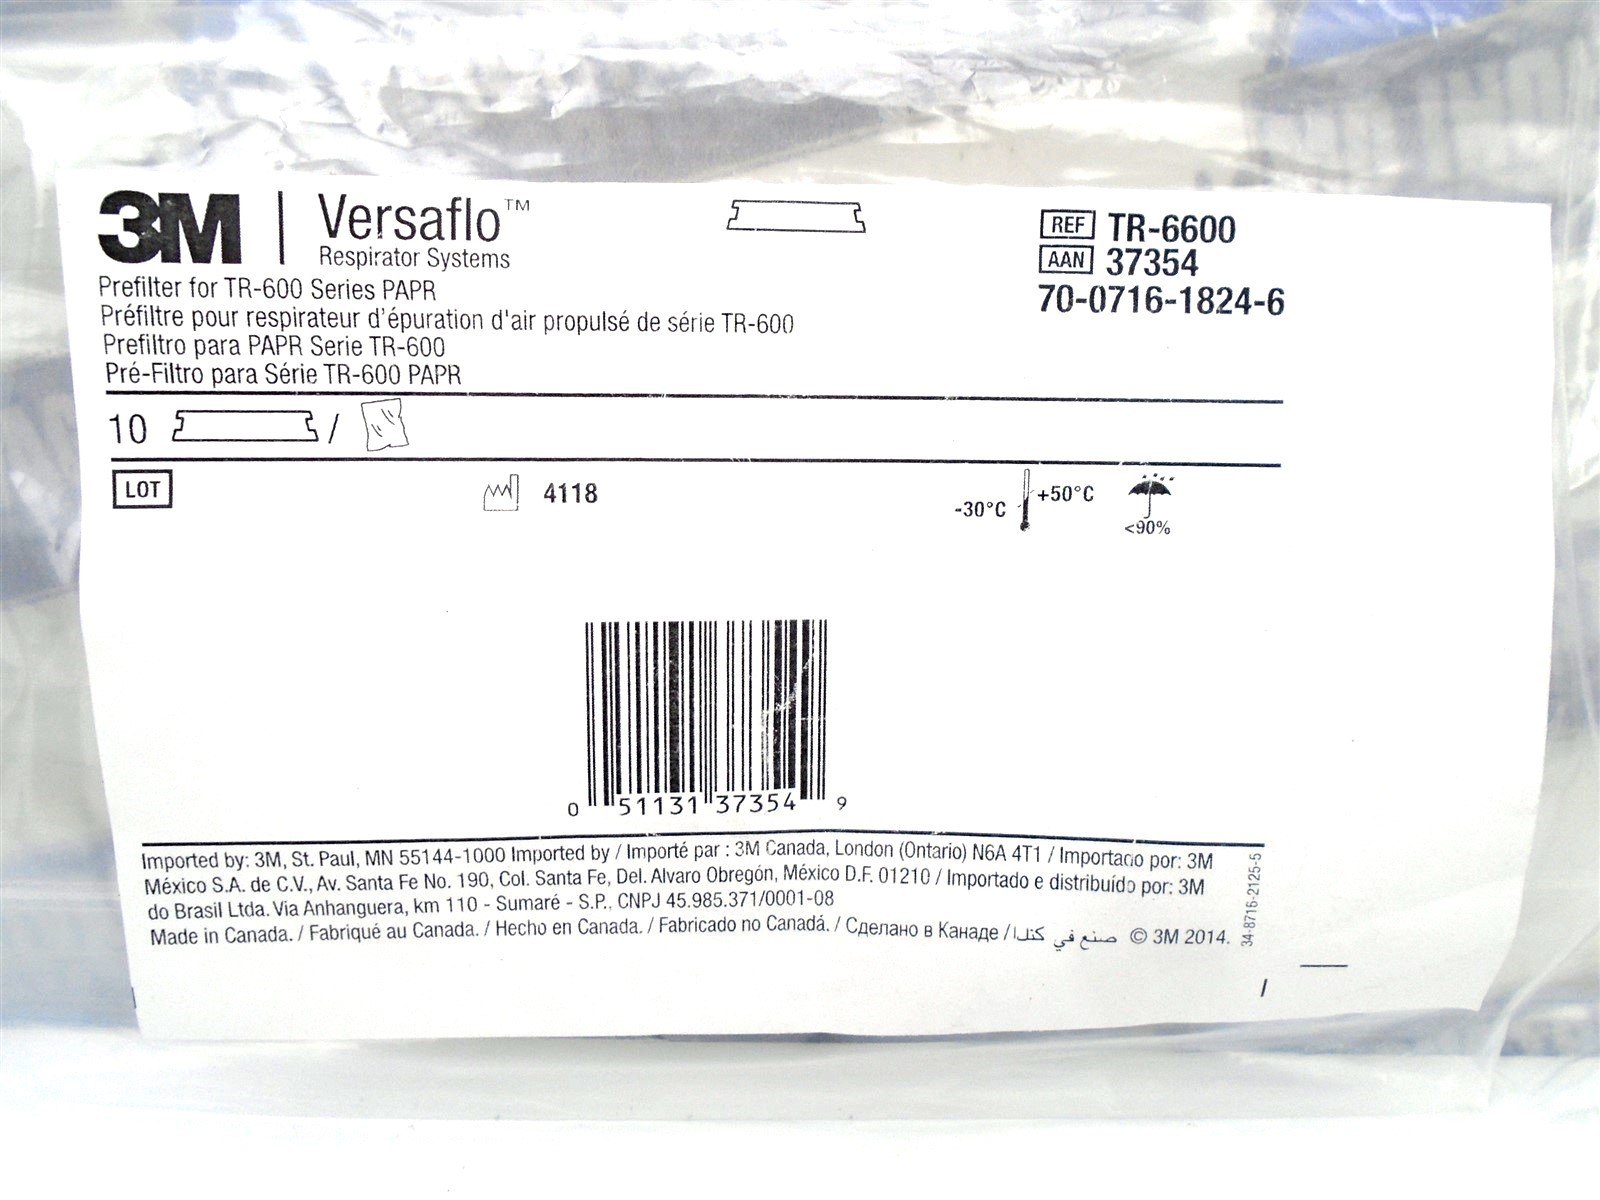 3M | Versaflo™
Respirator Systems
Prefilter for TR-600 Series PAPR
Préfiltre pour respirateur d'épuration d'air propulsé de série TR-600
Prefiltro para PAPR Serie TR-600
Pré-Filtro para Série TR-600 PAPR
REF TR-6600
AAN 37354
70-0716-1824-6
10 /
LOT
4118
-30°C +50°C
<90%
0 51131 37354 9
Imported by: 3M, St. Paul, MN 55144-1000 Imported by / Importé par : 3M Canada, London (Ontario) N6A 4T1 / Importado por: 3M
México S.A. de C.V., Av. Santa Fe No. 190, Col. Santa Fe, Del. Alvaro Obregón, México D.F. 01210 / Importado e distribuído por: 3M
do Brasil Ltda. Via Anhanguera, km 110 - Sumaré - S.P., CNPJ 45.985.371/0001-08
Made in Canada. / Fabriqué au Canada. / Hecho en Canada. / Fabricado no Canadá. / Сделано в Канаде / صنع في كندا © 3M 2014.
34-8716-2125-5